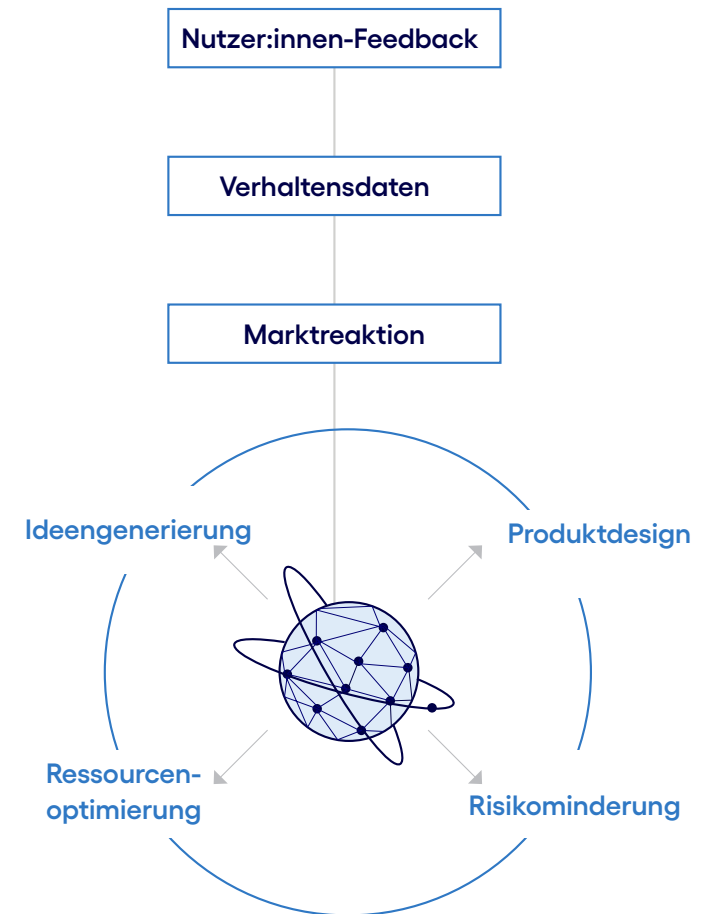 Nutzer:innen-Feedback
Verhaltensdaten
Marktreaktion
Ideengenerierung
Produktdesign
Ressourcen-
optimierung
Risikominderung